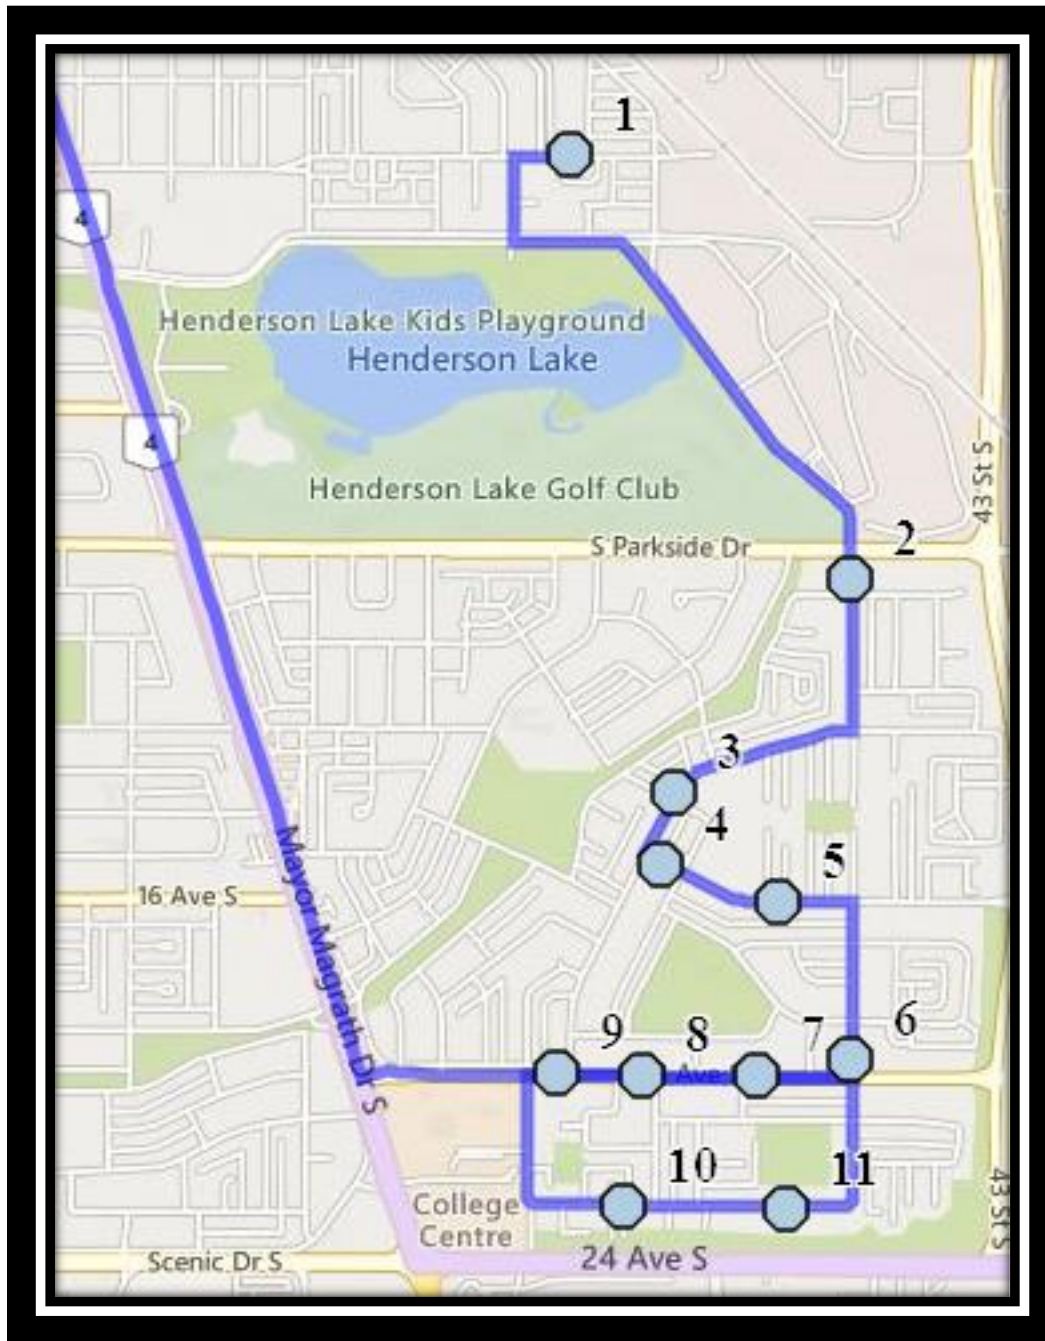 1
4
Henderson Lake Kids Playground
Henderson Lake
4
43 St S
Henderson Lake Golf Club
2
S Parkside Dr
3
4
5
16 Ave S
Mayor Magrath Dr S
6
9
8
7
Ave
10
11
College
Centre
43 St S
24 Ave S
Scenic Dr S